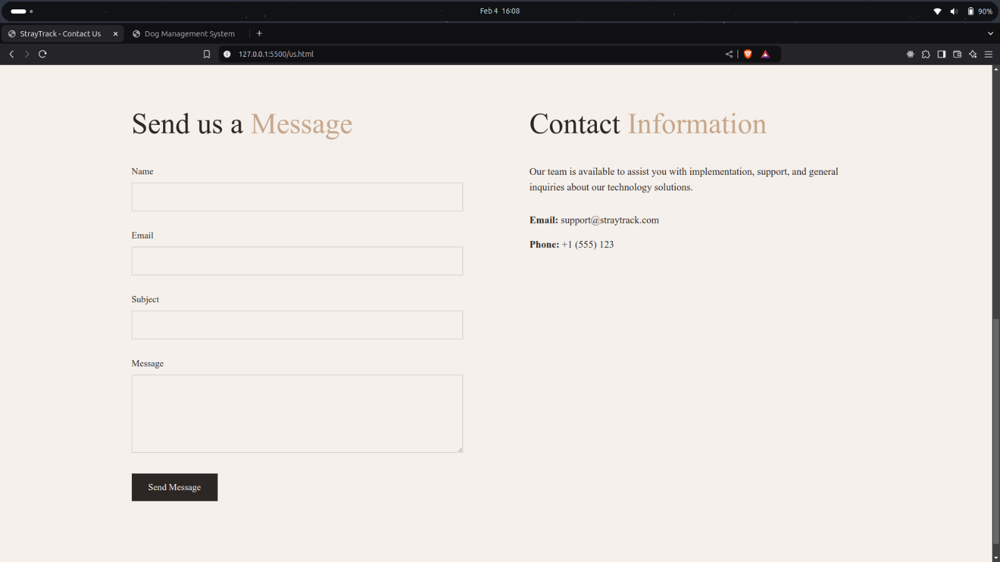 Feb 4 16:08
90%
StrayTrack - Contact Us
Dog Management System
127.0.0.1:5500/us.html
Send us a Message
Name
Email
Subject
Message
Send Message
Contact Information
Our team is available to assist you with implementation, support, and general
inquiries about our technology solutions.
Email: support@straytrack.com
Phone: +1 (555) 123